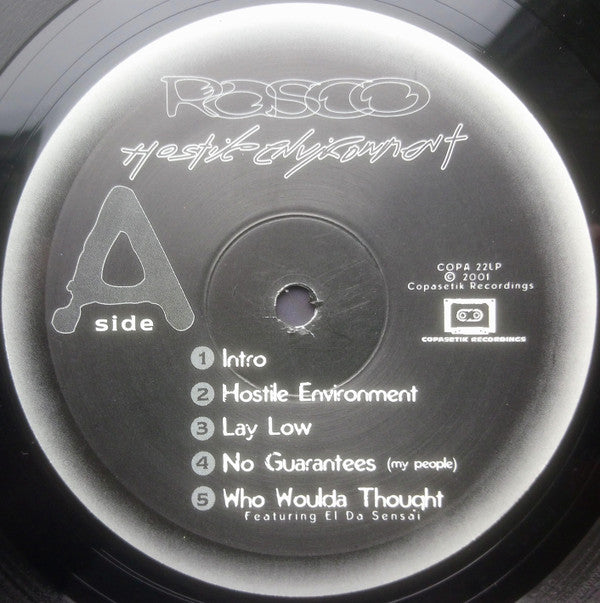 Rasco
Hostile Environment
A
side
COPA 22LP
© 2001
Copasetik Recordings
COPASETIK RECORDINGS
1 Intro
2 Hostile Environment
3 Lay Low
4 No Guarantees (my people)
5 Who Woulda Thought
Featuring El Da Sensai